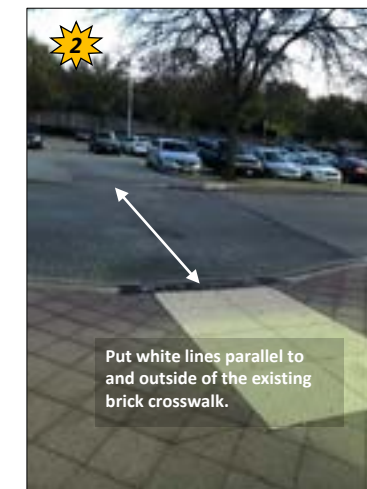 2
Put white lines parallel to
and outside of the existing
brick crosswalk.